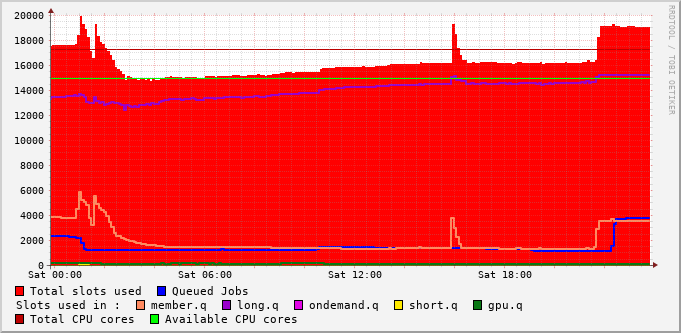 20000
18000
16000
14000
12000
10000
8000
6000
4000
2000
0
Sat 00:00 Sat 06:00 Sat 12:00 Sat 18:00
Total slots used Queued Jobs
Slots used in : member.q long.q ondemand.q short.q gpu.q
Total CPU cores Available CPU cores
RRDTOOL / TOBI OETIKER